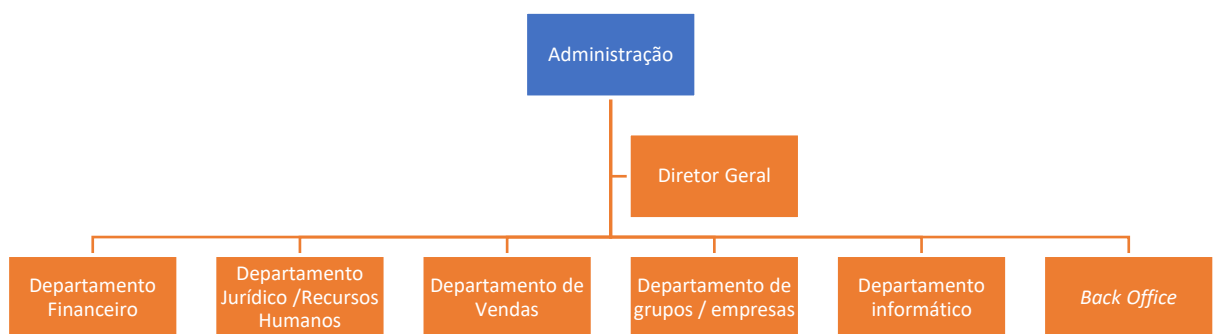 Administração
Diretor Geral
Departamento
Financeiro
Departamento
Jurídico /Recursos
Humanos
Departamento de
Vendas
Departamento de
grupos / empresas
Departamento
informático
Back Office